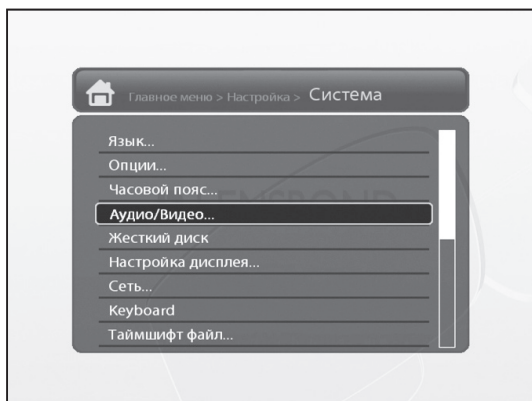 Главное меню > Настройка > Система
Язык...
Опции...
Часовой пояс...
Аудио/Видео...
Жесткий диск
Настройка дисплея...
Сеть...
Keyboard
Таймшифт файл...